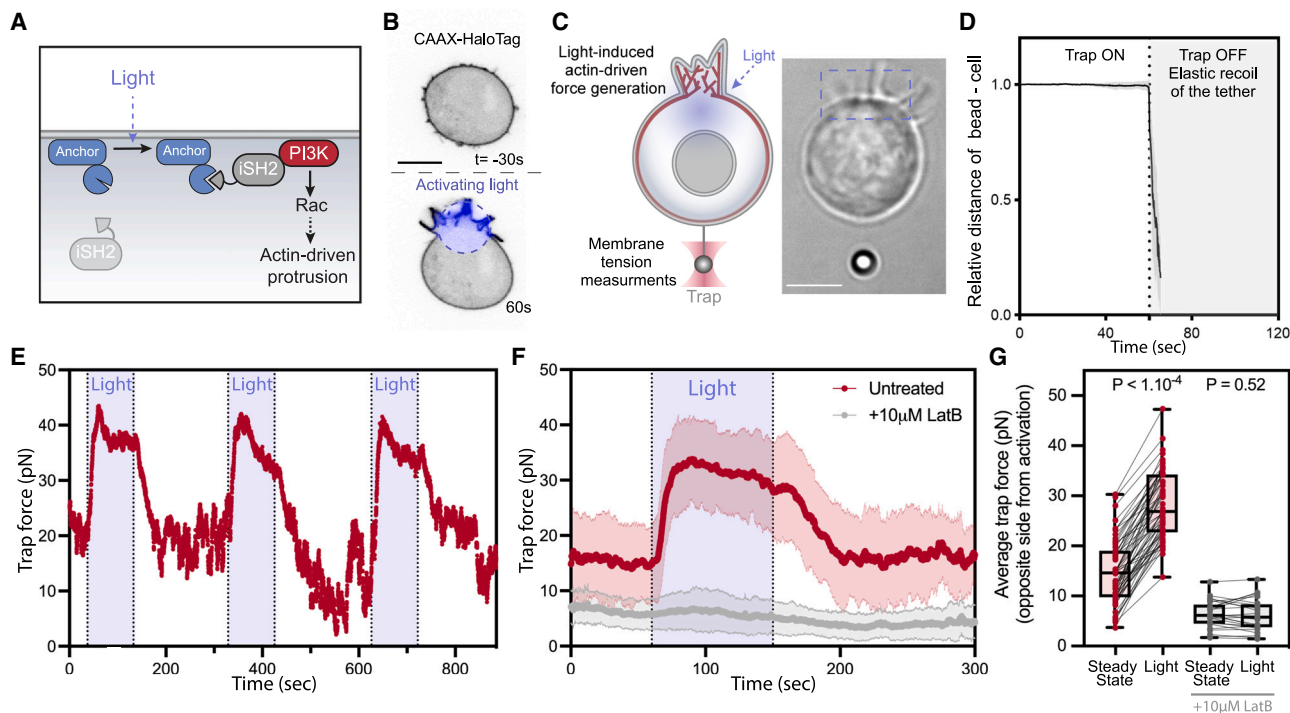 A
Light
Anchor
Anchor
iSH2
PI3K
iSH2
Rac
Actin-driven
protrusion
B
CAAX-HaloTag
t= -30s
Activating light
60s
C
Light-induced
actin-driven
force generation
Light
Membrane
tension
measurments
Trap
D
Relative distance of bead - cell
1.0
0.5
0.0
Trap ON
Trap OFF
Elastic recoil
of the tether
0
60
120
Time (sec)
E
Trap force (pN)
50
40
30
20
10
0
Light
Light
Light
0
200
400
600
800
Time (sec)
F
Trap force (pN)
50
40
30
20
10
0
Light
Untreated
+10μM LatB
0
100
200
300
Time (sec)
G
Average trap force (pN)
(opposite side from activation)
50
40
30
20
10
0
P < 1.10-4
P = 0.52
Steady
State
Light
Steady
State
Light
+10μM LatB